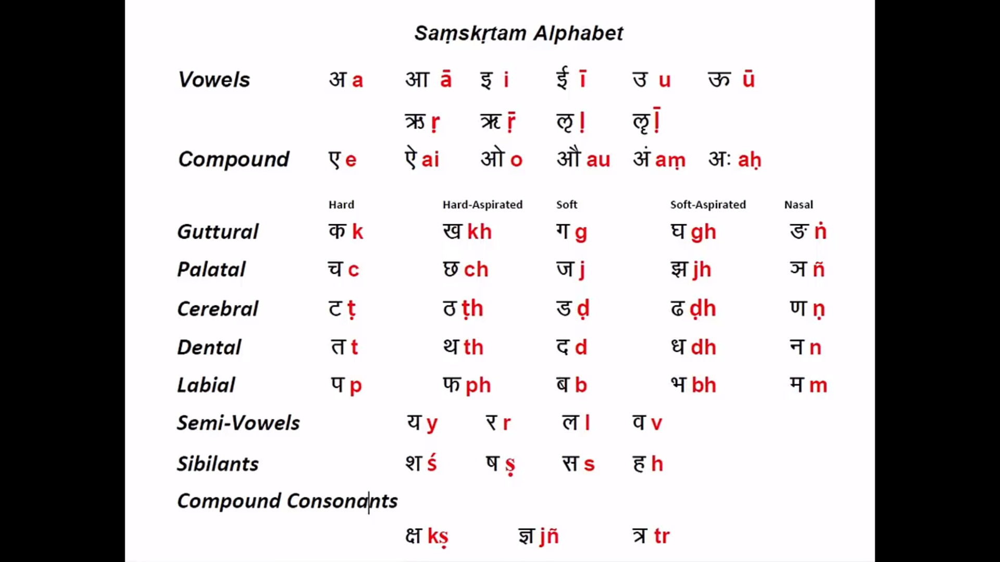 Saṃskṛtam Alphabet
Vowels अ a आ ā इ i ई ī उ u ऊ ū
ऋ ṛ ॠ ṝ ऌ ḷ ॡ ḹ
Compound ए e ऐ ai ओ o औ au अं aṃ अः aḥ
Hard Hard-Aspirated Soft Soft-Aspirated Nasal
Guttural क k ख kh ग g घ gh ङ ṅ
Palatal च c छ ch ज j झ jh ञ ñ
Cerebral ट ṭ ठ ṭh ड ḍ ढ ḍh ण ṇ
Dental त t थ th द d ध dh न n
Labial प p फ ph ब b भ bh म m
Semi-Vowels य y र r ल l व v
Sibilants श ś ष ṣ स s ह h
Compound Consonants
क्ष kṣ ज्ञ jñ त्र tr